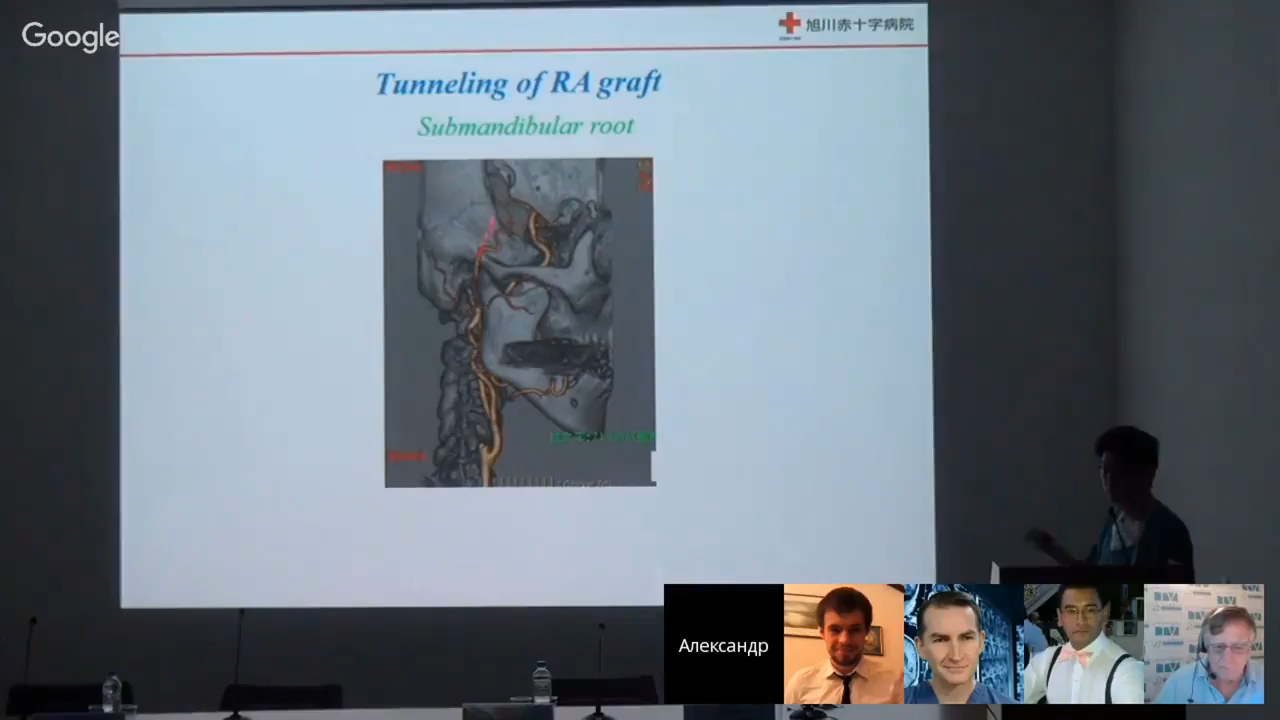 Google
旭川赤十字病院
Tunneling of RA graft
Submandibular root
Александр